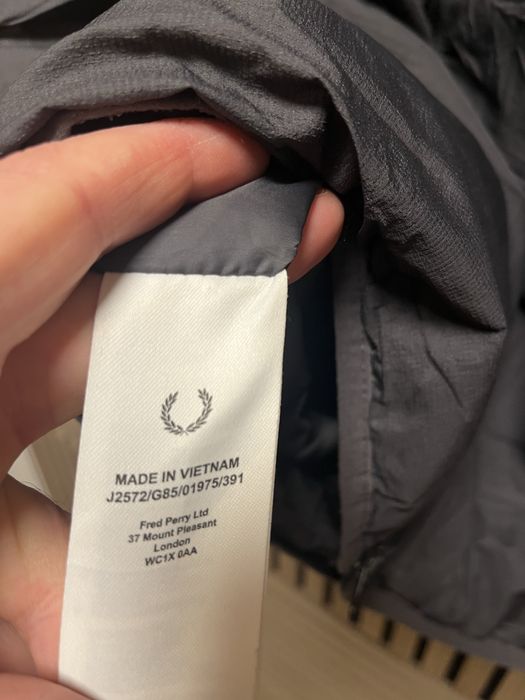 MADE IN VIETNAM
J2572/G85/01975/391
Fred Perry Ltd
37 Mount Pleasant
London
WC1X 0AA